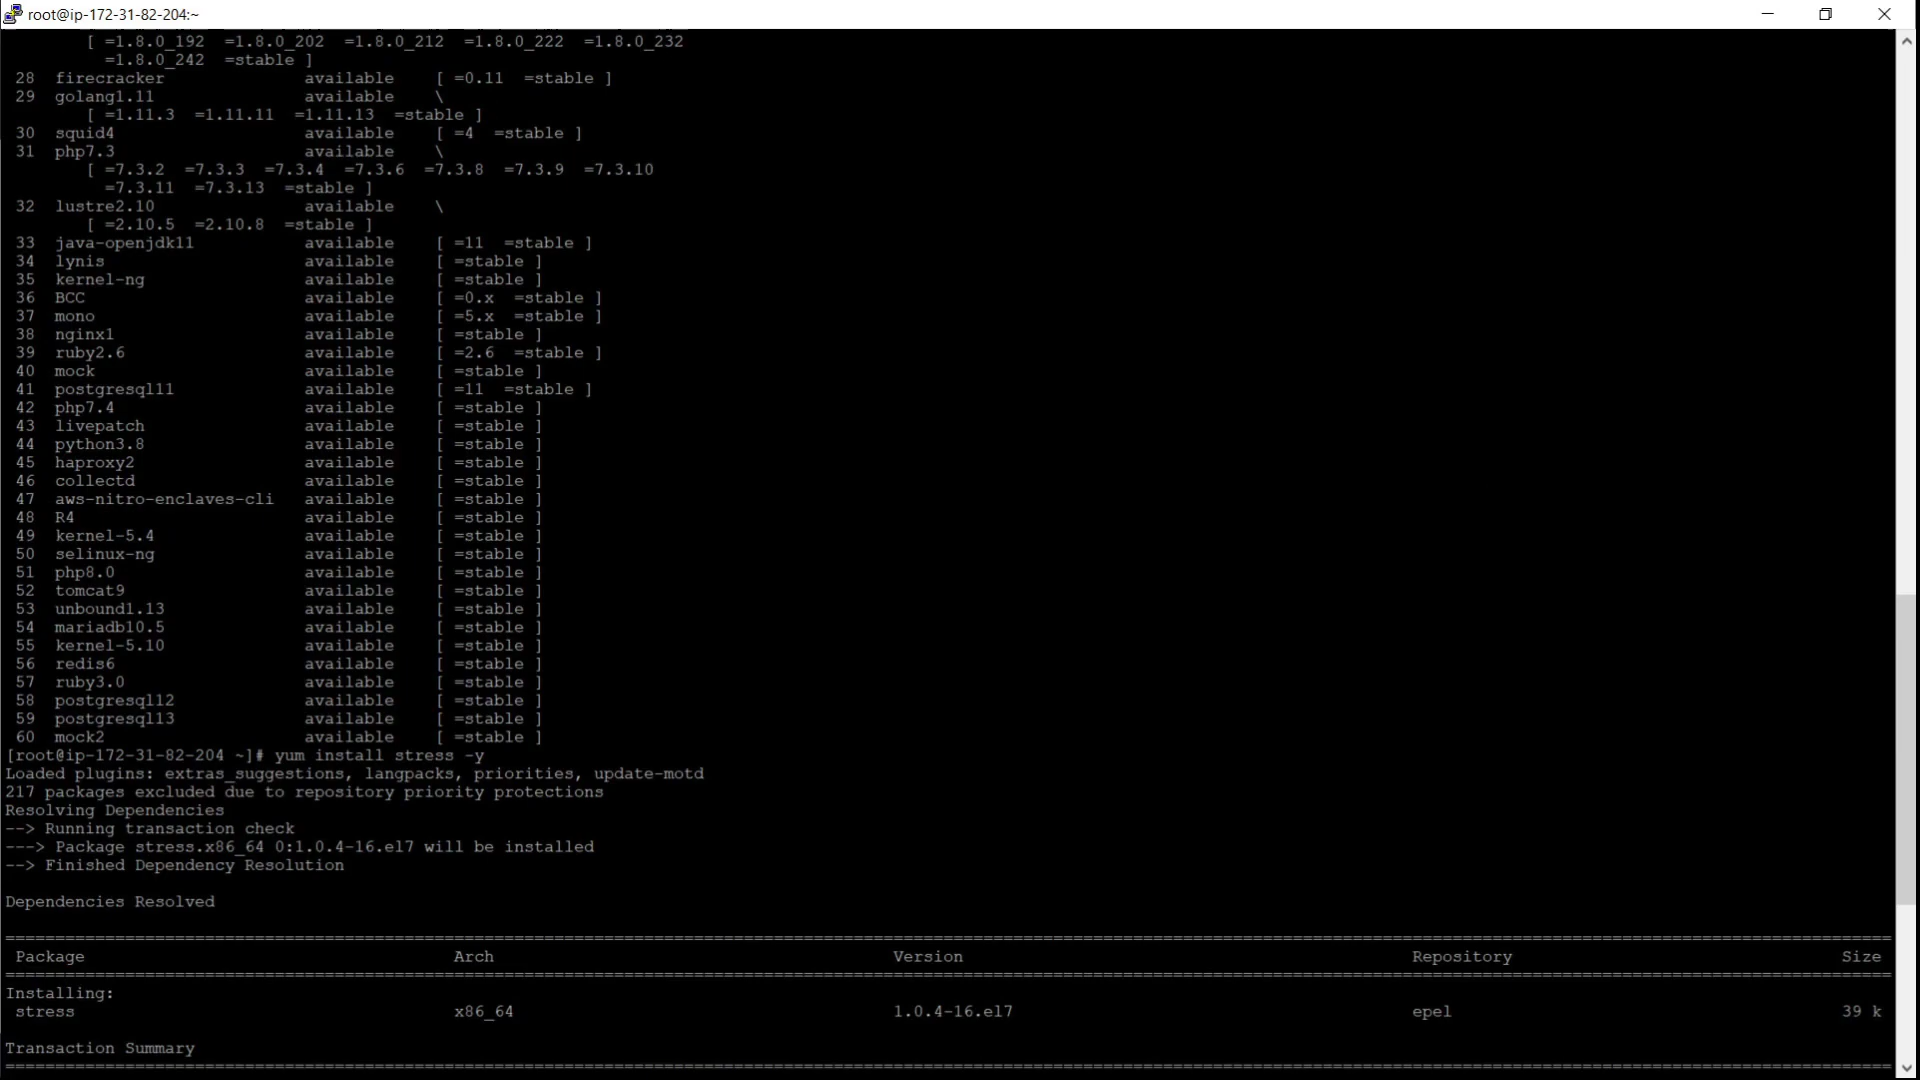 root@ip-172-31-82-204:~
[ =1.8.0_192  =1.8.0_202  =1.8.0_212  =1.8.0_222  =1.8.0_232
=1.8.0_242  =stable ]
28  firecracker  available  [ =0.11  =stable ]
29  golang1.11  available  \
[ =1.11.3  =1.11.11  =1.11.13  =stable ]
30  squid4  available  [ =4  =stable ]
31  php7.3  available  \
[ =7.3.2  =7.3.3  =7.3.4  =7.3.6  =7.3.8  =7.3.9  =7.3.10
=7.3.11  =7.3.13  =stable ]
32  lustre2.10  available  \
[ =2.10.5  =2.10.8  =stable ]
33  java-openjdk11  available  [ =11  =stable ]
34  lynis  available  [ =stable ]
35  kernel-ng  available  [ =stable ]
36  BCC  available  [ =0.x  =stable ]
37  mono  available  [ =5.x  =stable ]
38  nginx1  available  [ =stable ]
39  ruby2.6  available  [ =2.6  =stable ]
40  mock  available  [ =stable ]
41  postgresql11  available  [ =11  =stable ]
42  php7.4  available  [ =stable ]
43  livepatch  available  [ =stable ]
44  python3.8  available  [ =stable ]
45  haproxy2  available  [ =stable ]
46  collectd  available  [ =stable ]
47  aws-nitro-enclaves-cli  available  [ =stable ]
48  R4  available  [ =stable ]
49  kernel-5.4  available  [ =stable ]
50  selinux-ng  available  [ =stable ]
51  php8.0  available  [ =stable ]
52  tomcat9  available  [ =stable ]
53  unbound1.13  available  [ =stable ]
54  mariadb10.5  available  [ =stable ]
55  kernel-5.10  available  [ =stable ]
56  redis6  available  [ =stable ]
57  ruby3.0  available  [ =stable ]
58  postgresql12  available  [ =stable ]
59  postgresql13  available  [ =stable ]
60  mock2  available  [ =stable ]
[root@ip-172-31-82-204 ~]# yum install stress -y
Loaded plugins: extras_suggestions, langpacks, priorities, update-motd
217 packages excluded due to repository priority protections
Resolving Dependencies
--> Running transaction check
---> Package stress.x86_64 0:1.0.4-16.el7 will be installed
--> Finished Dependency Resolution
Dependencies Resolved
Package  Arch  Version  Repository  Size
Installing:
stress  x86_64  1.0.4-16.el7  epel  39 k
Transaction Summary